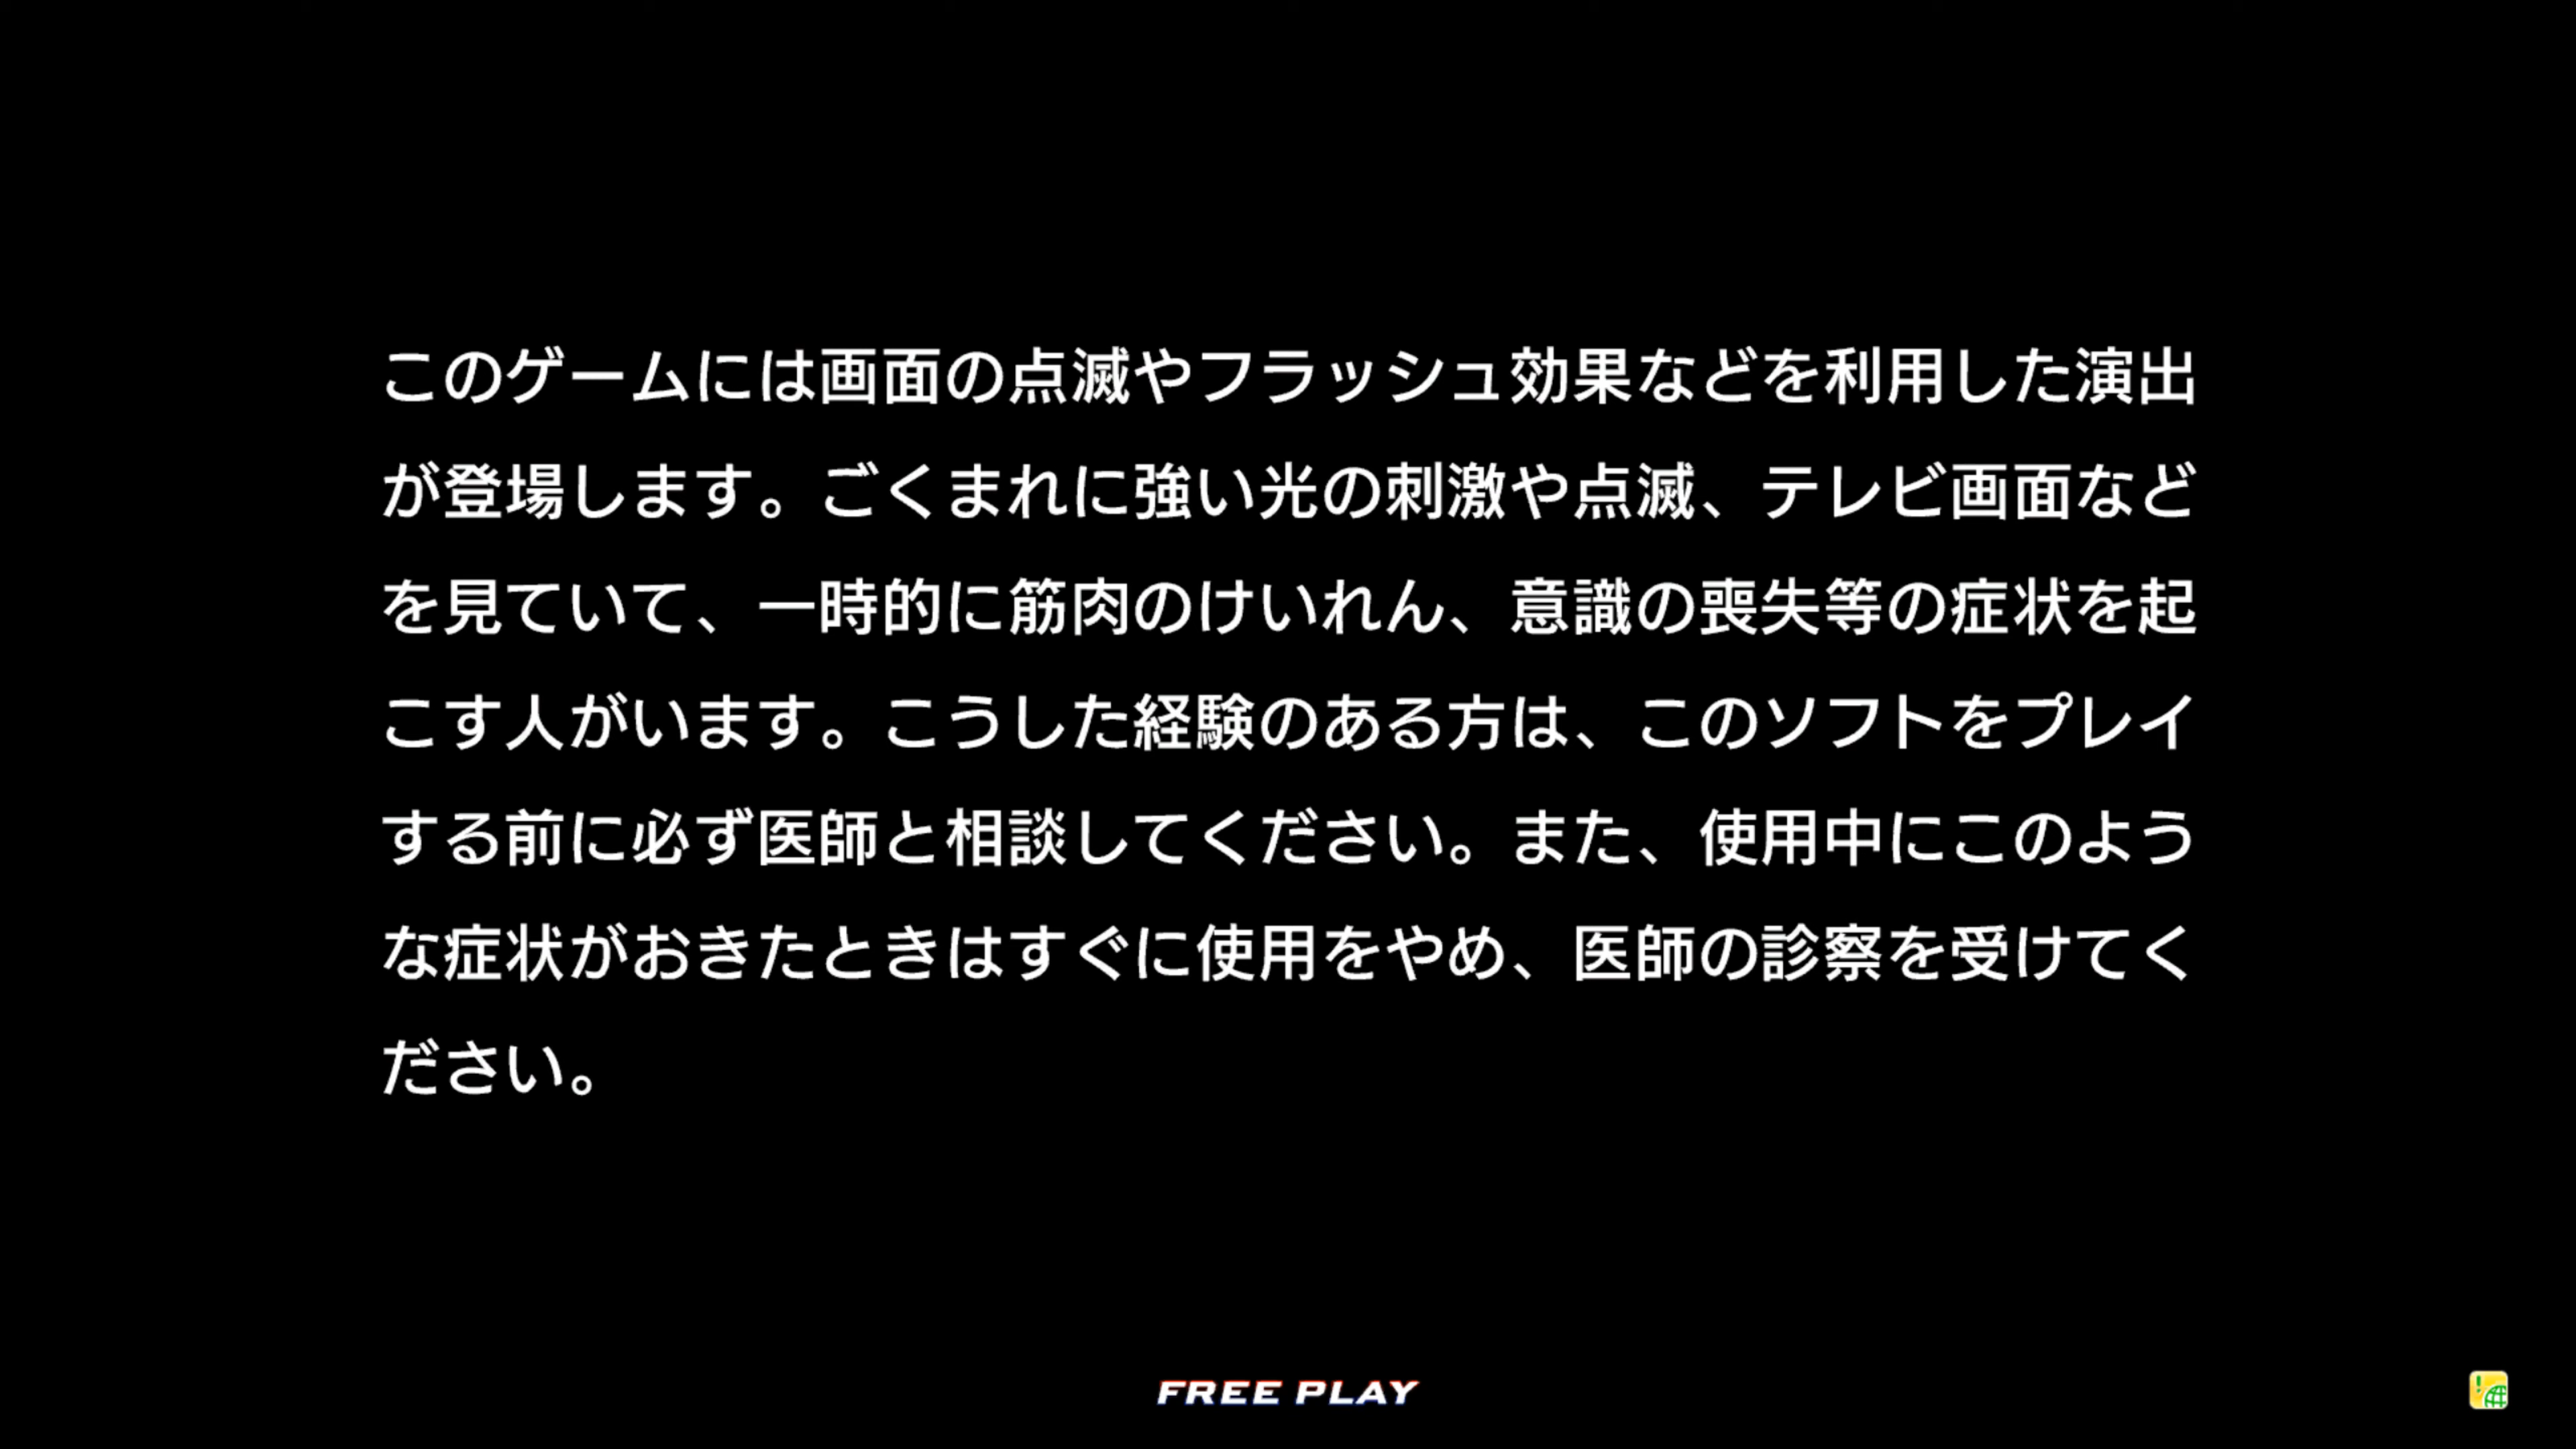 このゲームには画面の点滅やフラッシュ効果などを利用した演出
が登場します。ごくまれに強い光の刺激や点滅、テレビ画面など
を見ていて、一時的に筋肉のけいれん、意識の喪失等の症状を起
こす人がいます。こうした経験のある方は、このソフトをプレイ
する前に必ず医師と相談してください。また、使用中にこのよう
な症状がおきたときはすぐに使用をやめ、医師の診察を受けてく
ださい。
FREE PLAY